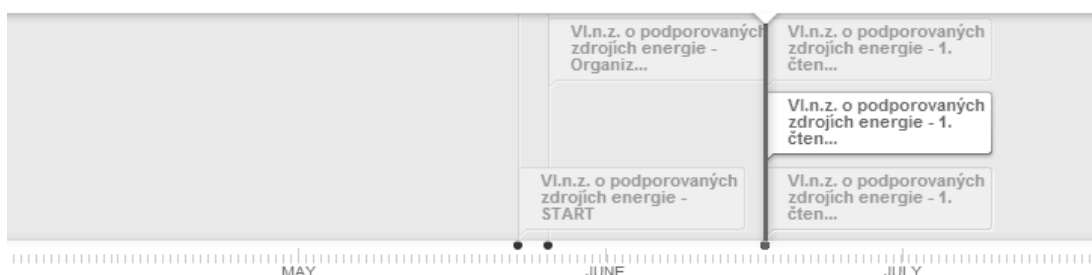 Vl.n.z. o podporovaných
zdrojích energie -
Organiz...
Vl.n.z. o podporovaných
zdrojích energie - 1.
čten...
Vl.n.z. o podporovaných
zdrojích energie - 1.
čten...
Vl.n.z. o podporovaných
zdrojích energie -
START
Vl.n.z. o podporovaných
zdrojích energie - 1.
čten...
MAY
JUNE
JULY